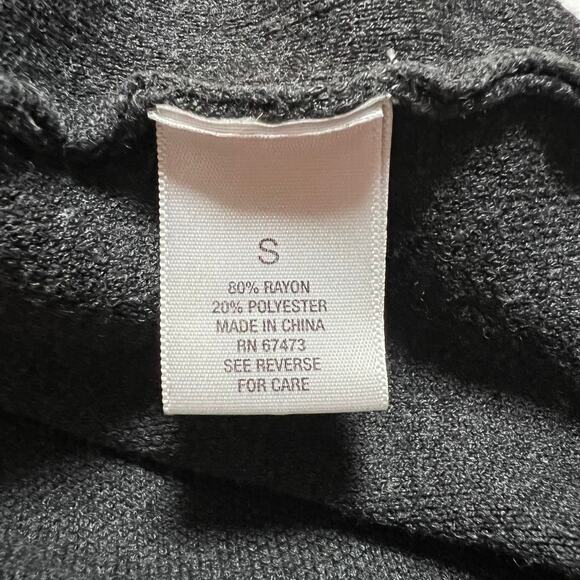 S
80% RAYON
20% POLYESTER
MADE IN CHINA
RN 67473
SEE REVERSE
FOR CARE